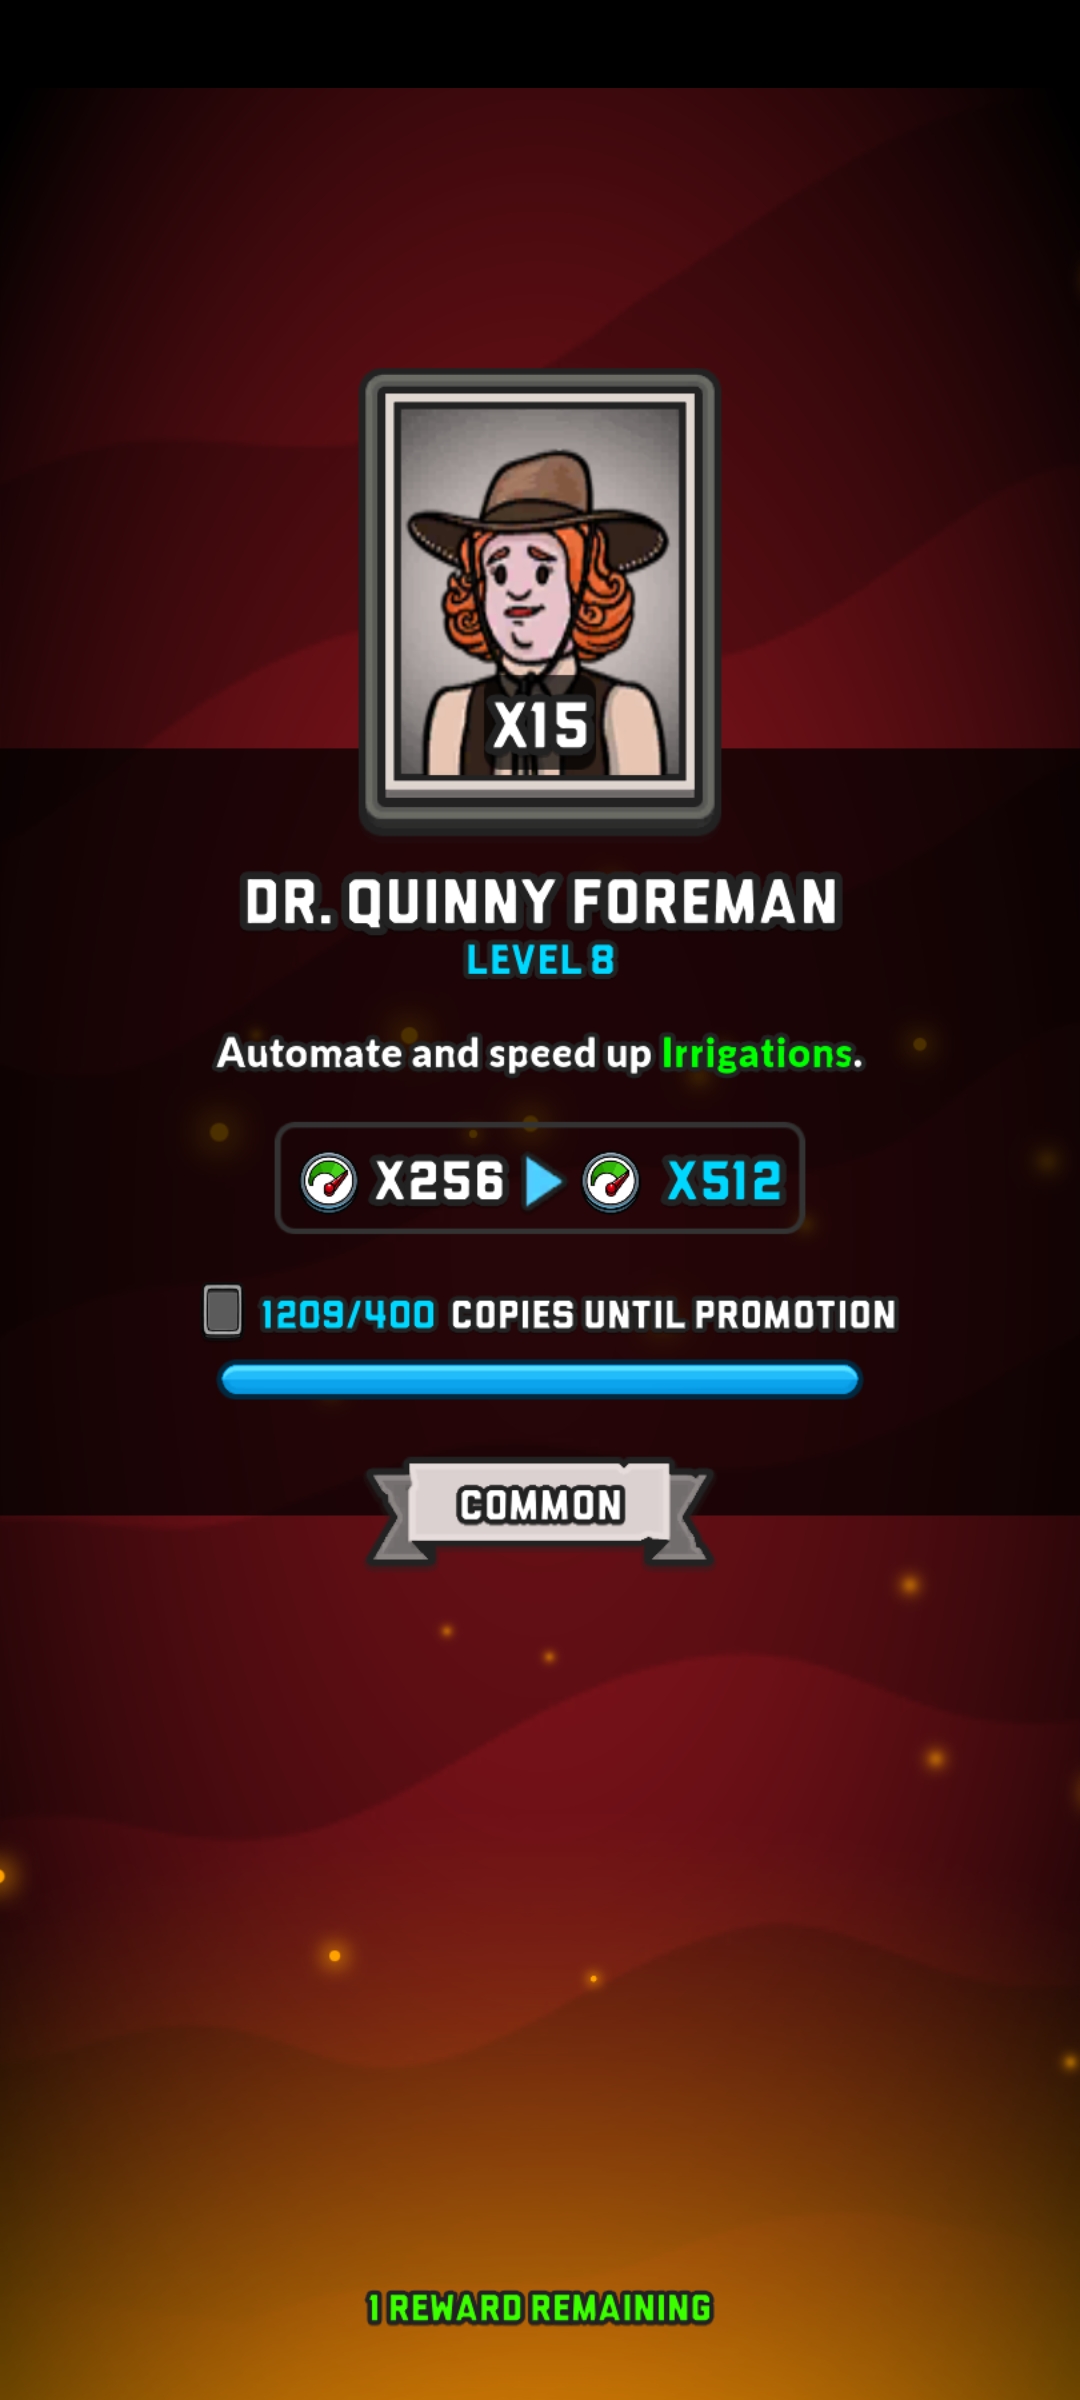 X15
DR. QUINNY FOREMAN
LEVEL 8
Automate and speed up Irrigations.
X256 X512
1209/400 COPIES UNTIL PROMOTION
COMMON
1 REWARD REMAINING